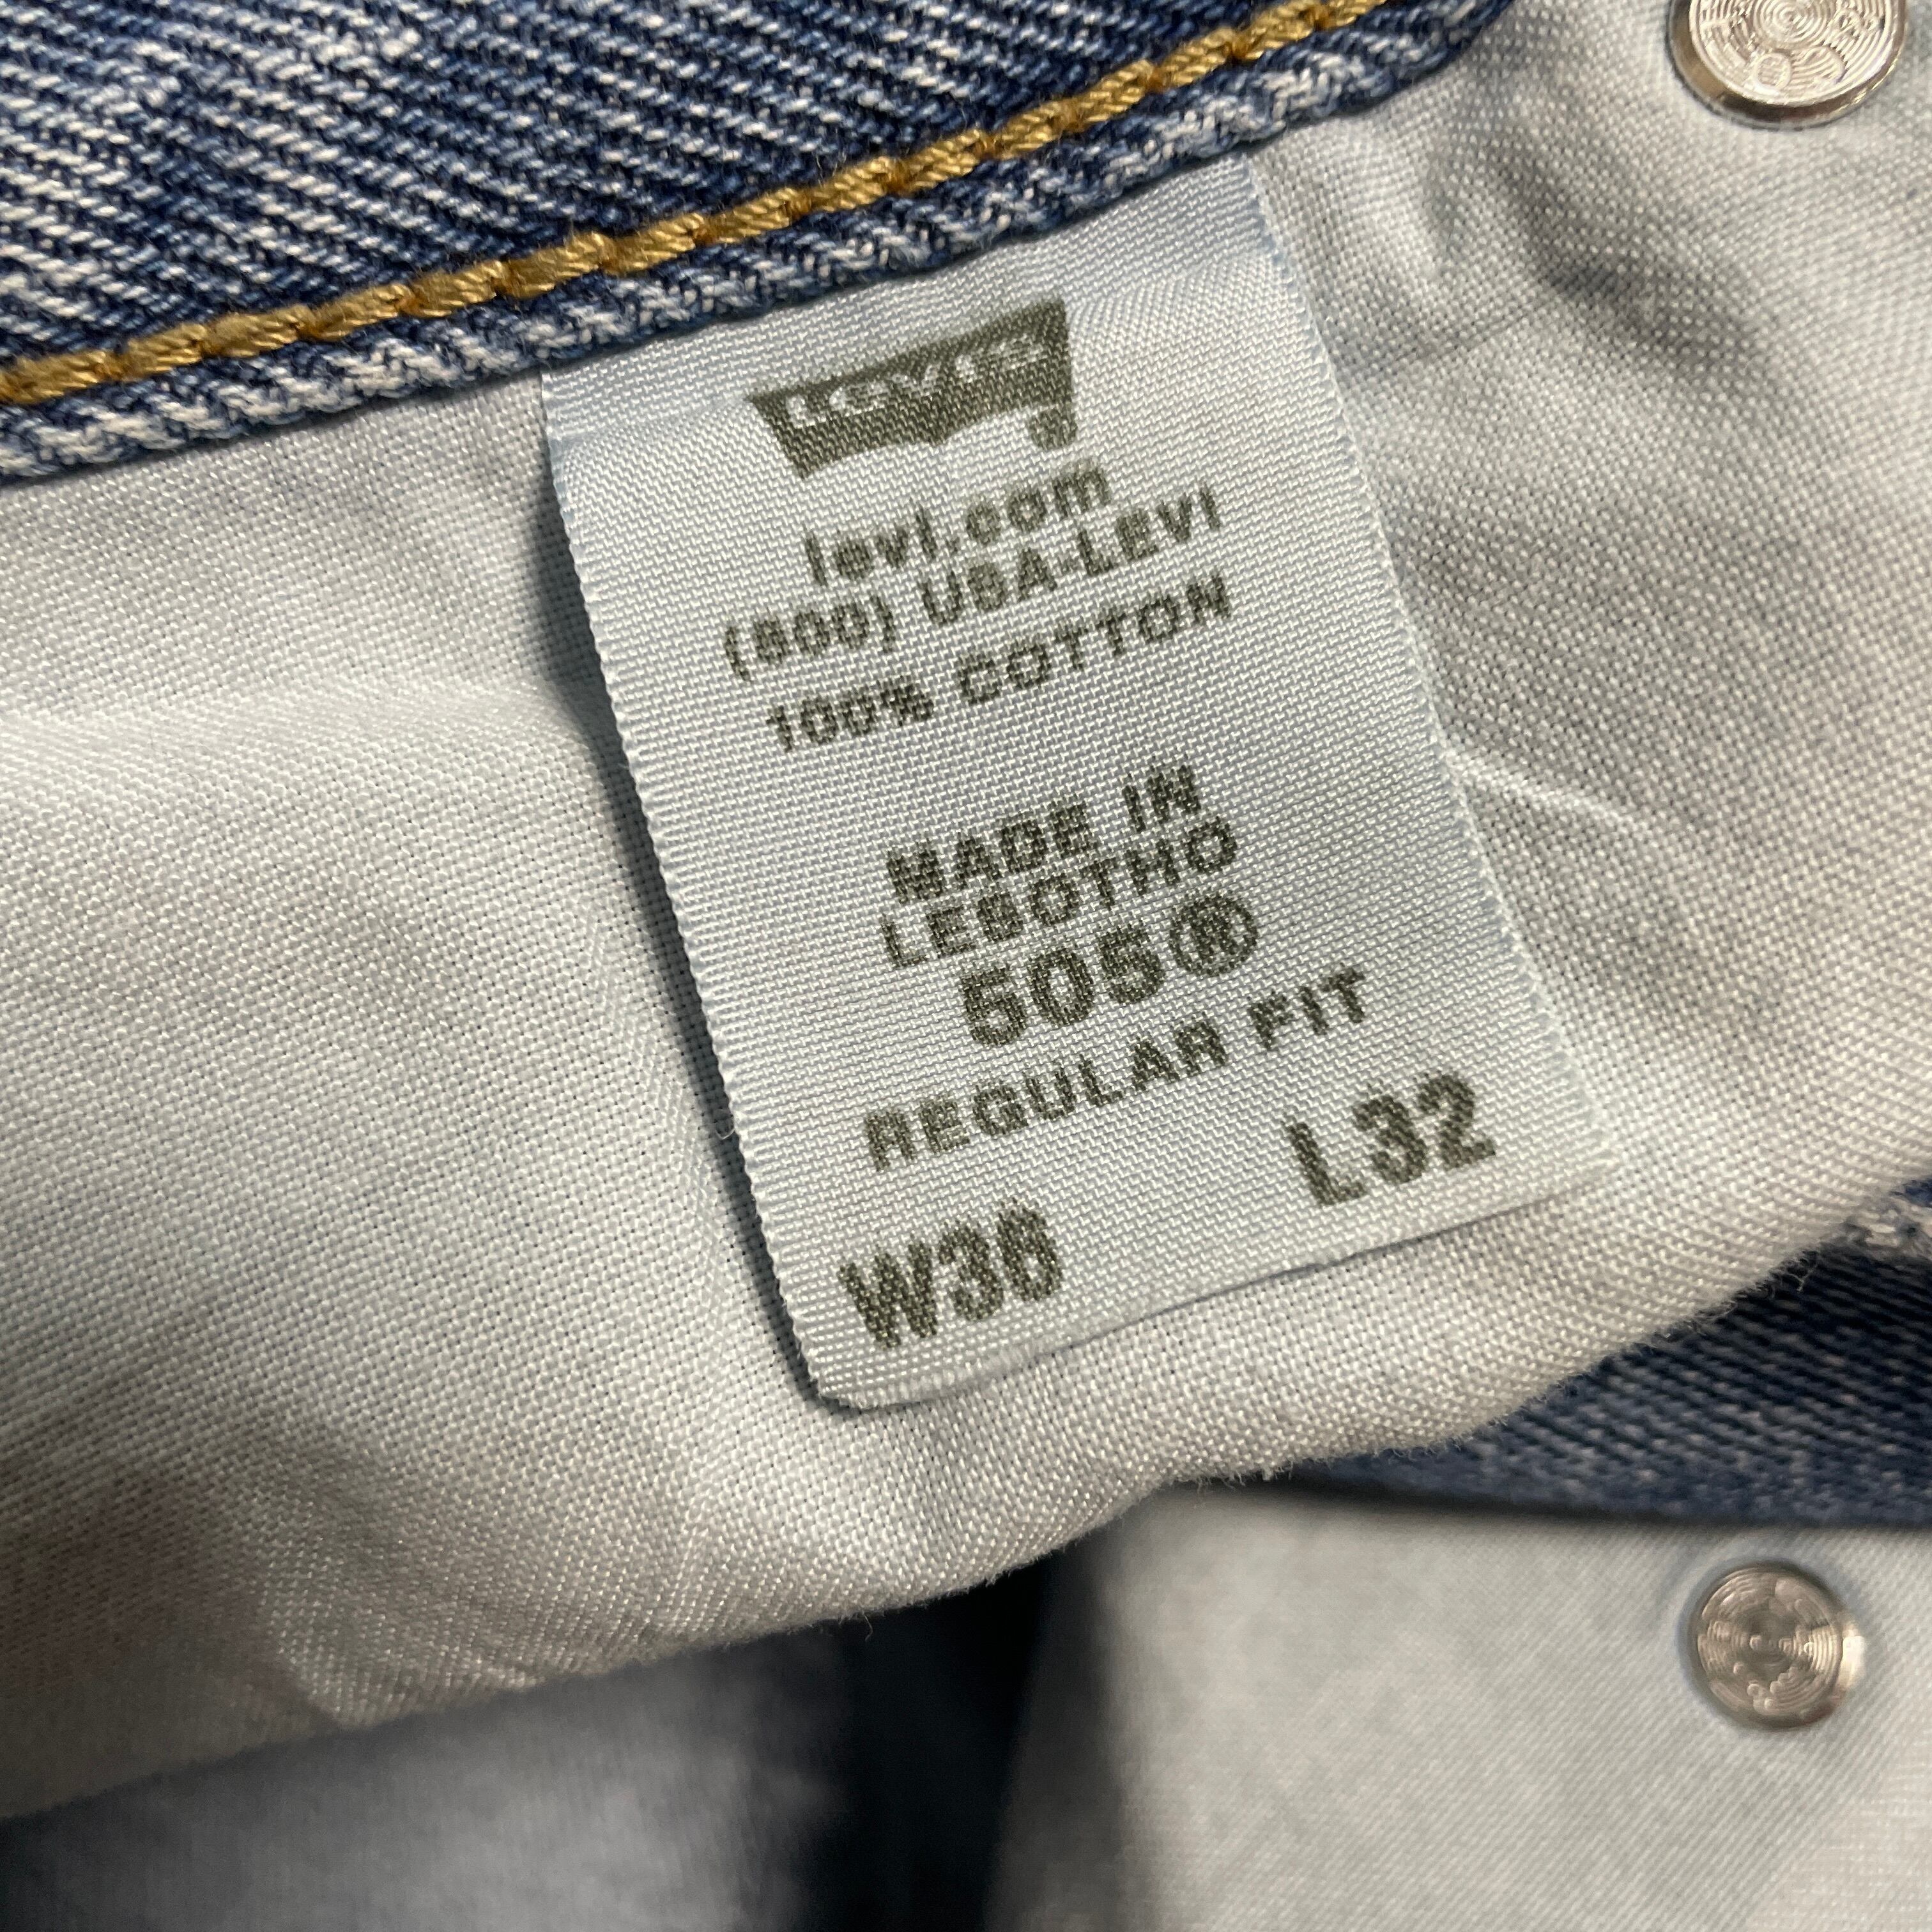 Levi's
levi.com
(800) USA-LEVI
100% COTTON
MADE IN
LESOTHO
505®
REGULAR FIT
W36 L32